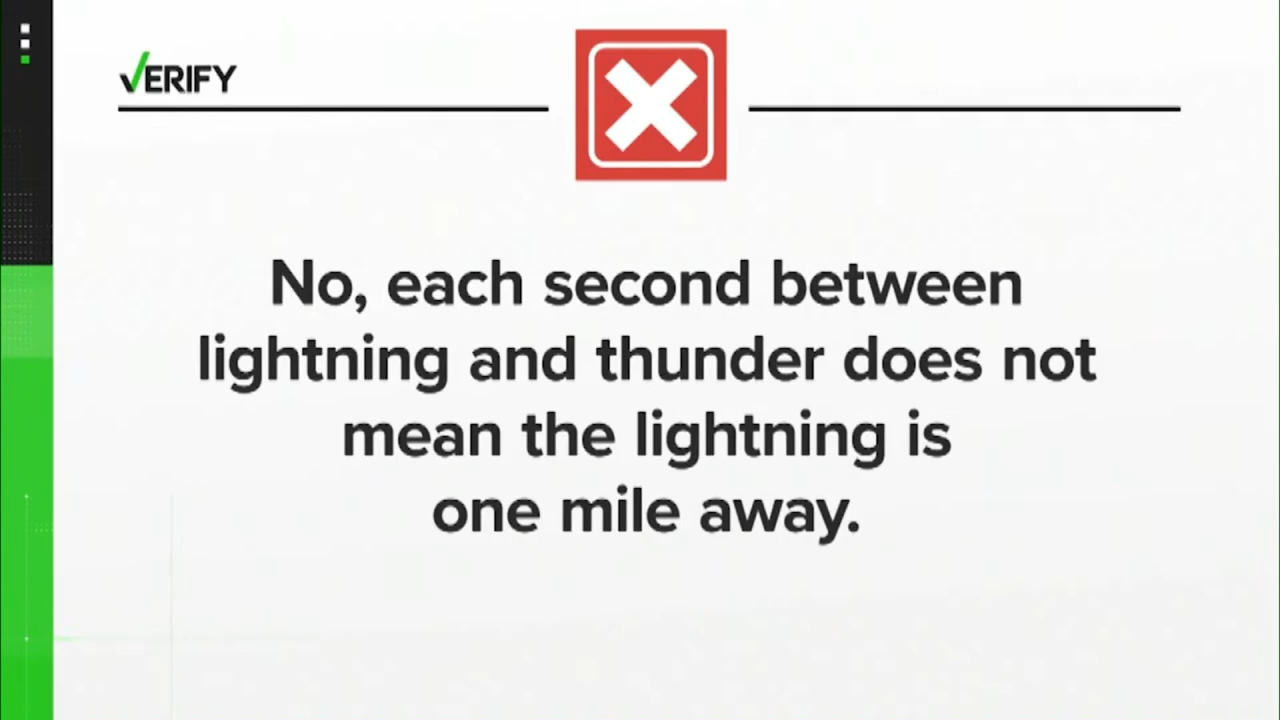 VERIFY
No, each second between
lightning and thunder does not
mean the lightning is
one mile away.